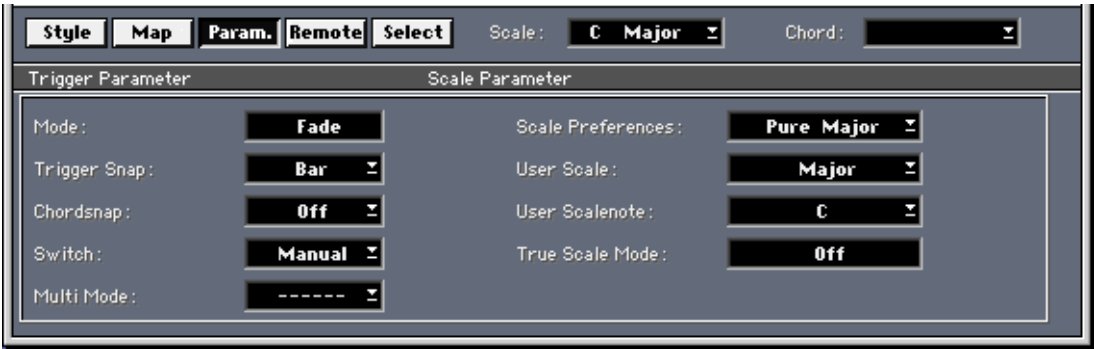 Style Map Param. Remote Select Scale: C Major Chord:
Trigger Parameter Scale Parameter
Mode: Fade Scale Preferences: Pure Major
Trigger Snap: Bar User Scale: Major
Chordsnap: Off User Scalenote: C
Switch: Manual True Scale Mode: Off
Multi Mode: ------